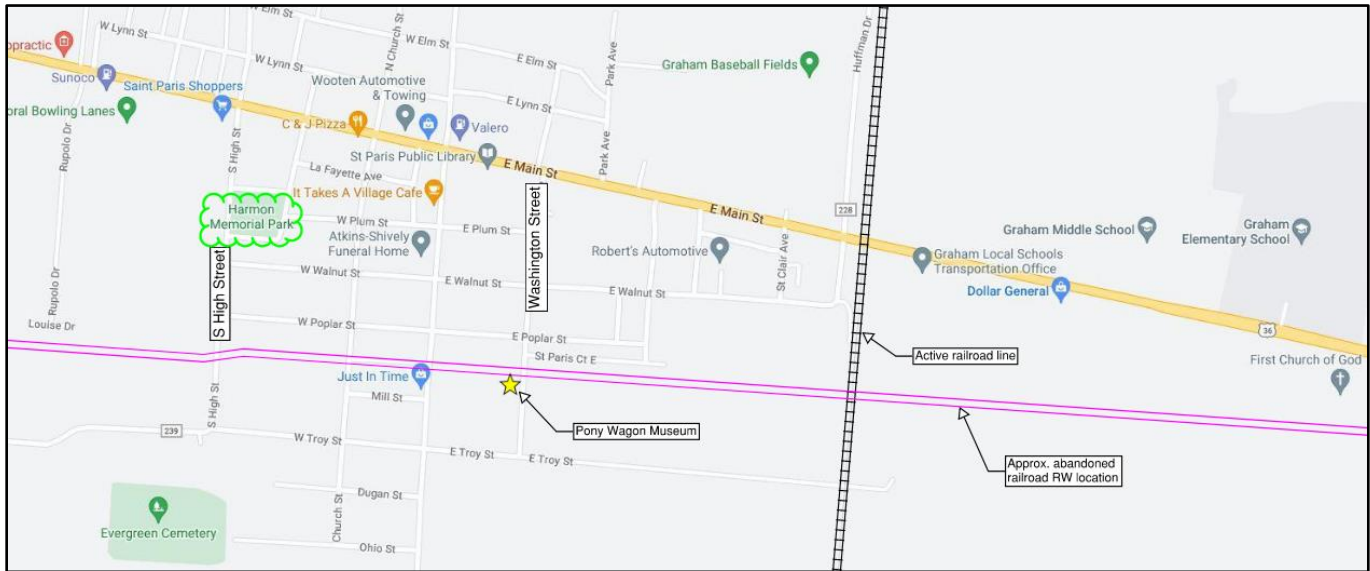 W Elm St
W Lynn St
opractic
Sunoco
Saint Paris Shoppers
oral Bowling Lanes
Rupolo Dr
S High St
N Church St
W Elm St
E Elm St
W Lynn St
Wooten Automotive
& Towing
E Lynn St
Park Ave
Park Ave
Graham Baseball Fields
Huffman Dr
C & J Pizza
Valero
St Paris Public Library
E Main St
La Fayette Ave
It Takes A Village Cafe
Harmon
Memorial Park
W Plum St
E Plum St
Atkins-Shively
Funeral Home
Washington Street
E Main St
228
Robert's Automotive
St Clair Ave
Graham Middle School
Graham
Elementary School
Graham Local Schools
Transportation Office
Dollar General
S High Street
W Walnut St
E Walnut St
E Walnut St
Rupolo Dr
Louise Dr
W Poplar St
E Poplar St
St Paris Ct E
36
Active railroad line
First Church of God
Just In Time
Mill St
S High St
239
W Troy St
E Troy St
E Troy St
Pony Wagon Museum
Approx. abandoned
railroad RW location
Church St
Dugan St
Evergreen Cemetery
Ohio St